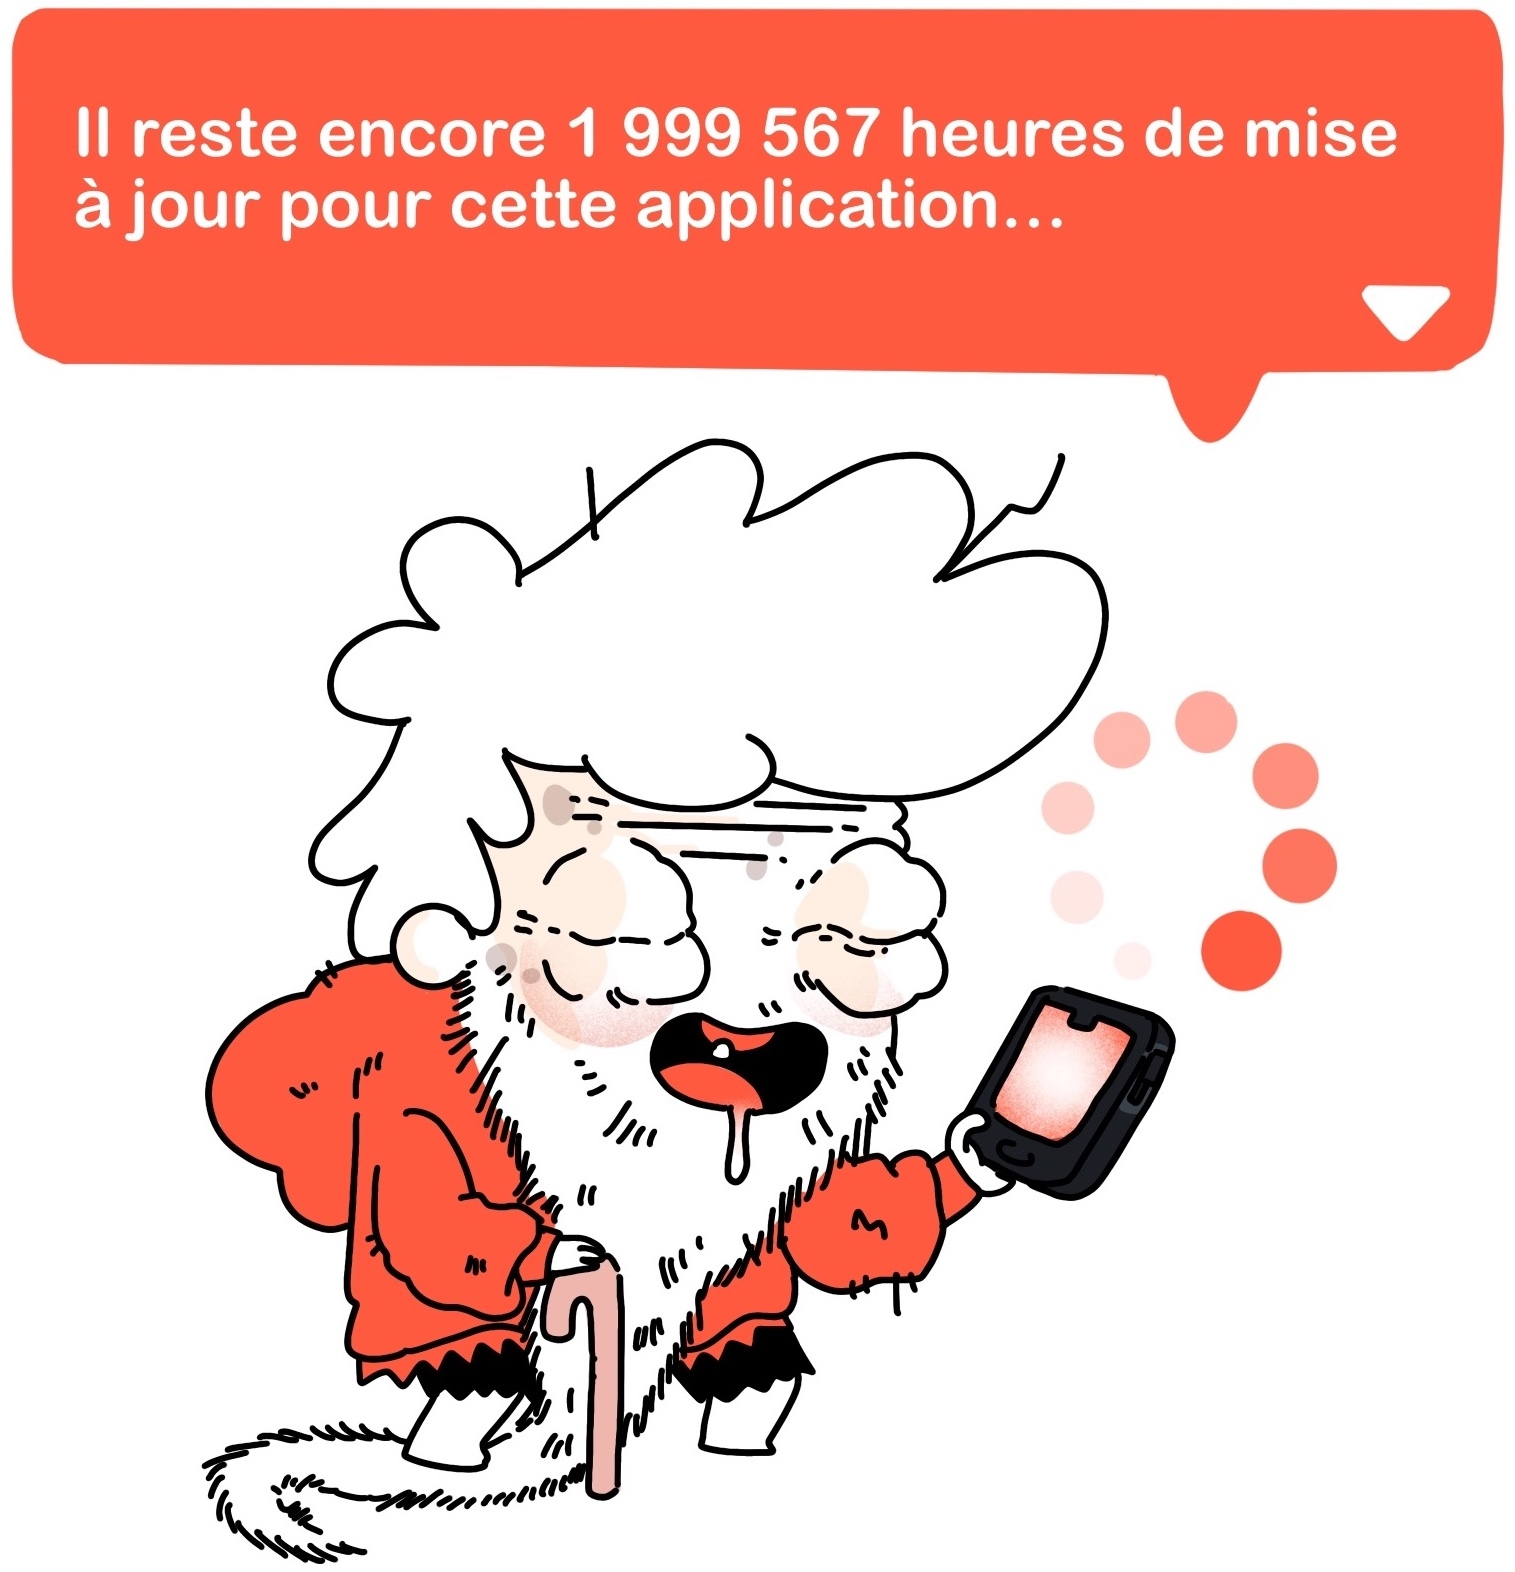 Il reste encore 1 999 567 heures de mise
à jour pour cette application...